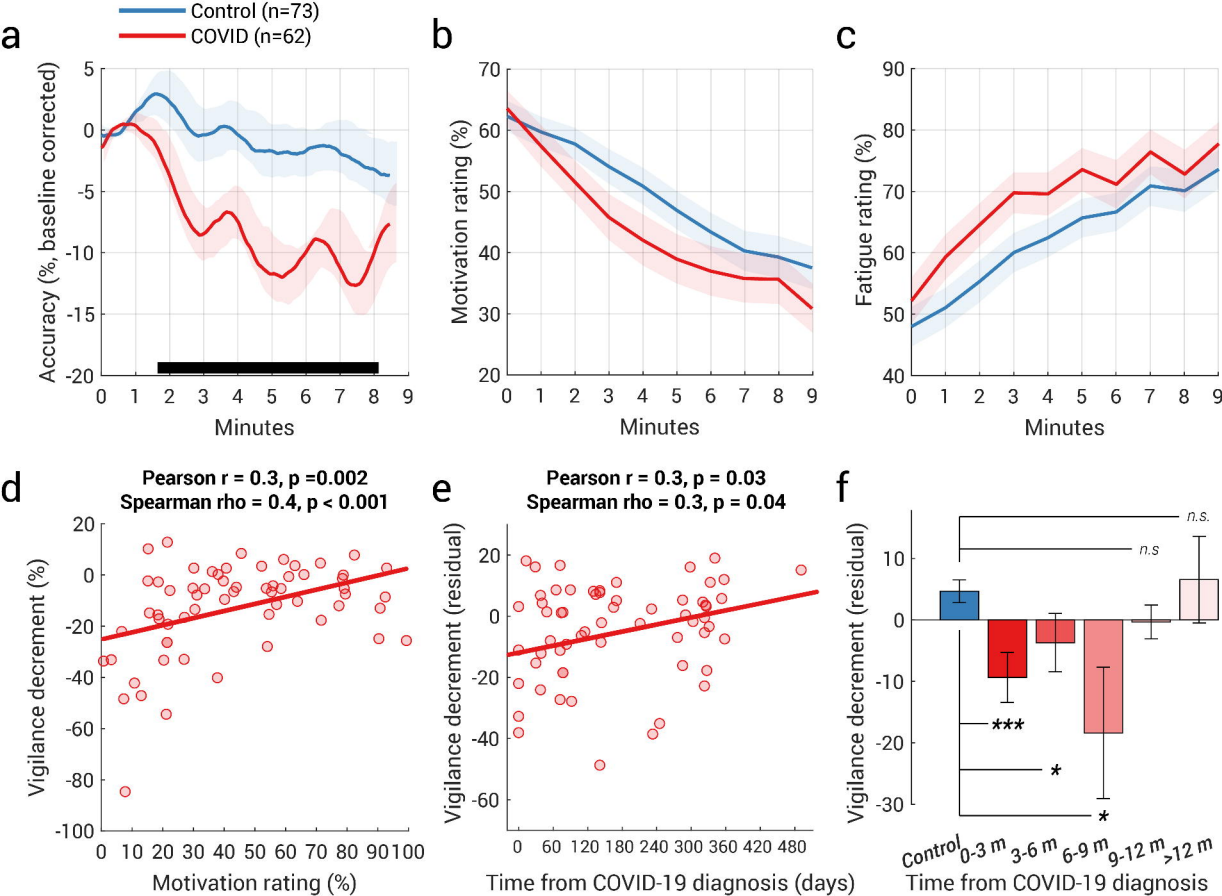 Control (n=73)
COVID (n=62)
a
Accuracy (%, baseline corrected)
5
0
-5
-10
-15
-20
0 1 2 3 4 5 6 7 8 9
Minutes
b
Motivation rating (%)
70
60
50
40
30
20
0 1 2 3 4 5 6 7 8 9
Minutes
c
Fatigue rating (%)
90
80
70
60
50
40
0 1 2 3 4 5 6 7 8 9
Minutes
d
Pearson r = 0.3, p =0.002
Spearman rho = 0.4, p < 0.001
Vigilance decrement (%)
20
0
-20
-40
-60
-80
-100
0 10 20 30 40 50 60 70 80 90 100
Motivation rating (%)
e
Pearson r = 0.3, p = 0.03
Spearman rho = 0.3, p = 0.04
Vigilance decrement (residual)
20
0
-20
-40
-60
0 60 120 180 240 300 360 420 480
Time from COVID-19 diagnosis (days)
f
Vigilance decrement (residual)
10
0
-10
-20
-30
n.s.
n.s
***
*
*
Control 0-3 m 3-6 m 6-9 m 9-12 m >12 m
Time from COVID-19 diagnosis